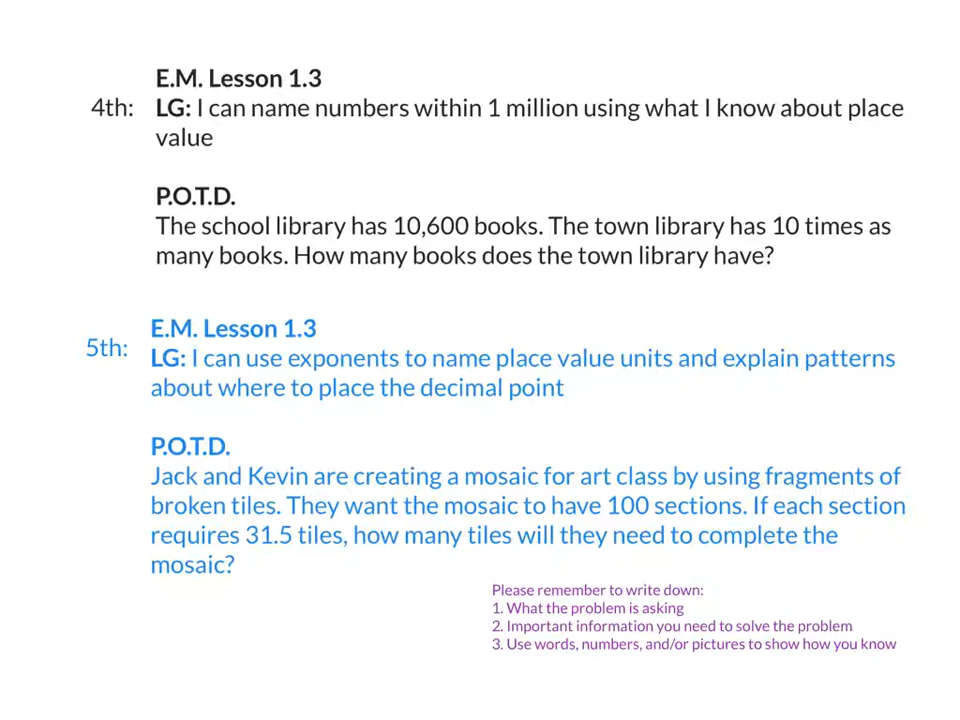 E.M. Lesson 1.3
4th: LG: I can name numbers within 1 million using what I know about place
value
P.O.T.D.
The school library has 10,600 books. The town library has 10 times as
many books. How many books does the town library have?
E.M. Lesson 1.3
5th: LG: I can use exponents to name place value units and explain patterns
about where to place the decimal point
P.O.T.D.
Jack and Kevin are creating a mosaic for art class by using fragments of
broken tiles. They want the mosaic to have 100 sections. If each section
requires 31.5 tiles, how many tiles will they need to complete the
mosaic?
Please remember to write down:
1. What the problem is asking
2. Important information you need to solve the problem
3. Use words, numbers, and/or pictures to show how you know